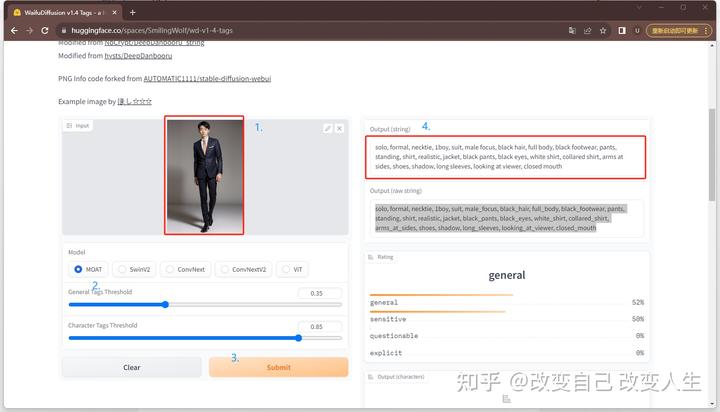 WaifuDiffusion v1.4 Tags - a H
huggingface.co/spaces/SmilingWolf/wd-v1-4-tags
重新启动即可更新
Modified from NoCrypt/DeepDanbooru_string
Modified from hysts/DeepDanbooru
PNG Info code forked from AUTOMATIC1111/stable-diffusion-webui
Example image by ほし☆☆☆
Input
1.
Model
MOAT
SwinV2
ConvNext
ConvNextV2
ViT
2.
General Tags Threshold
0.35
Character Tags Threshold
0.85
3.
Clear
Submit
Output (string)
4.
solo, formal, necktie, 1boy, suit, male focus, black hair, full body, black footwear, pants,
standing, shirt, realistic, jacket, black pants, black eyes, white shirt, collared shirt, arms at
sides, shoes, shadow, long sleeves, looking at viewer, closed mouth
Output (raw string)
solo, formal, necktie, 1boy, suit, male_focus, black_hair, full_body, black_footwear, pants,
standing, shirt, realistic, jacket, black_pants, black_eyes, white_shirt, collared_shirt,
arms_at_sides, shoes, shadow, long_sleeves, looking_at_viewer, closed_mouth
Rating
general
general 52%
sensitive 50%
questionable 0%
explicit 0%
Output (characters)
知乎 @改变自己 改变人生